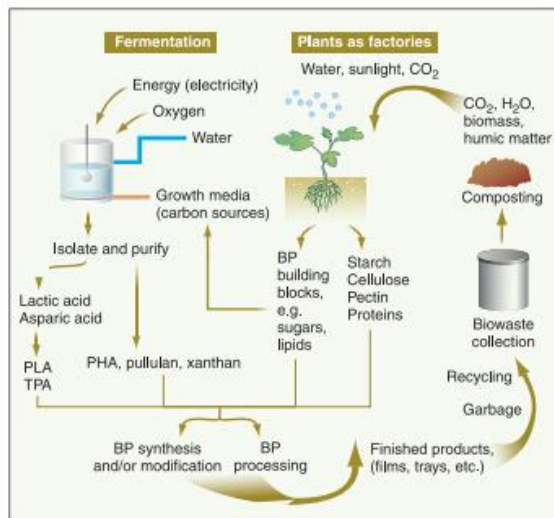 Fermentation
Plants as factories
Energy (electricity)
Oxygen
Water
Growth media
(carbon sources)
Isolate and purify
Lactic acid
Asparic acid
PLA
TPA
PHA, pullulan, xanthan
Water, sunlight, CO₂
BP
building
blocks,
e.g.
sugars,
lipids
Starch
Cellulose
Pectin
Proteins
CO₂, H₂O,
biomass,
humic matter
Composting
Biowaste
collection
Recycling
Garbage
BP synthesis
and/or modification
BP
processing
Finished products,
(films, trays, etc.)